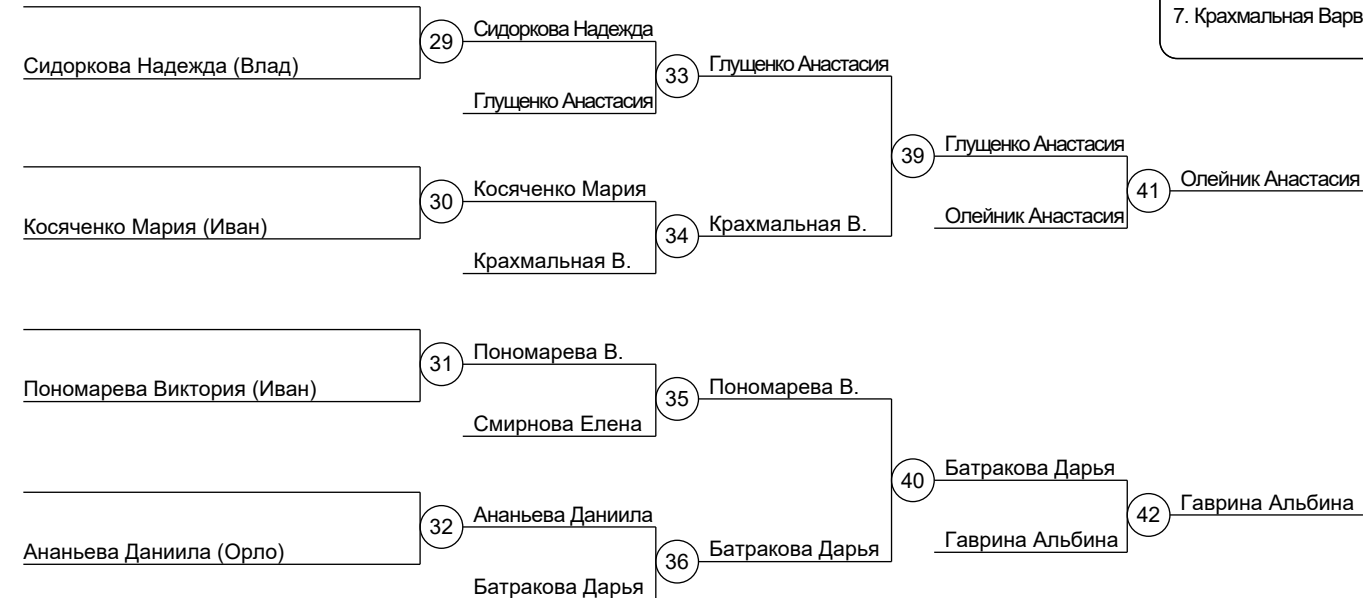 7. Крахмальная Варв
29
Сидоркова Надежда
Сидоркова Надежда (Влад)
33
Глущенко Анастасия
Глущенко Анастасия
39
Глущенко Анастасия
30
Косяченко Мария
41
Олейник Анастасия
Косяченко Мария (Иван)
34
Крахмальная В.
Олейник Анастасия
Крахмальная В.
31
Пономарева В.
Пономарева Виктория (Иван)
35
Пономарева В.
Смирнова Елена
40
Батракова Дарья
32
Ананьева Даниила
42
Гаврина Альбина
Ананьева Даниила (Орло)
36
Батракова Дарья
Гаврина Альбина
Батракова Дарья